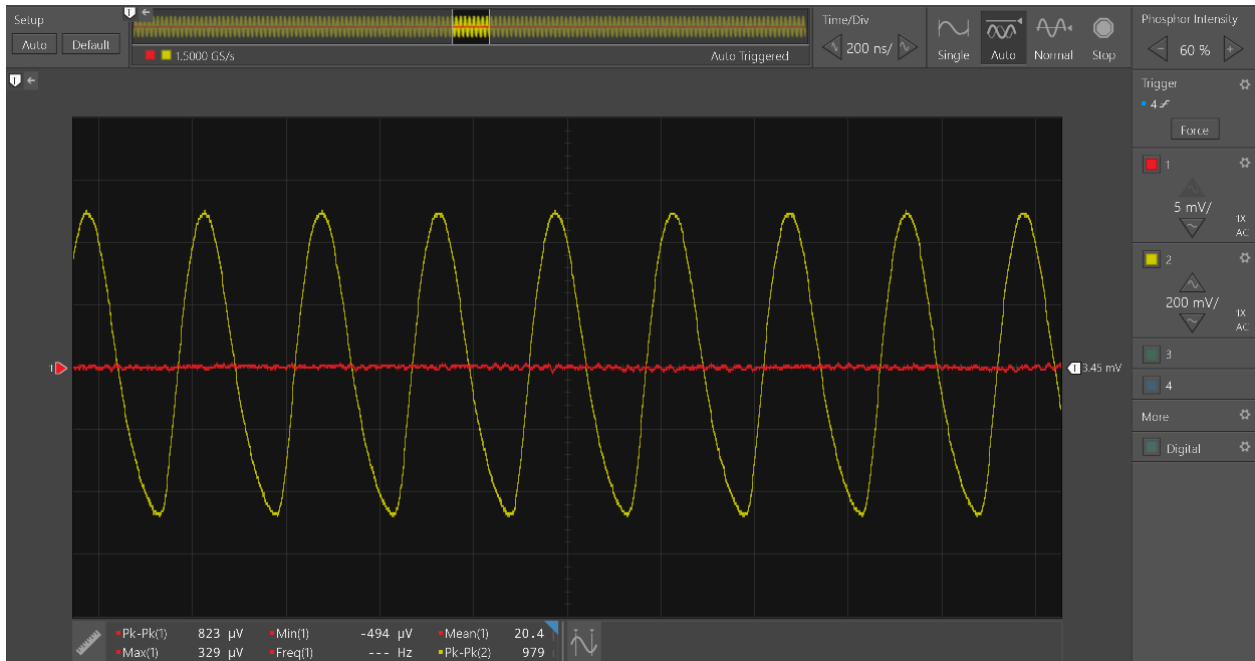 Setup
Auto Default
T ←
1.5000 GS/s
Auto Triggered
Time/Div
200 ns/
Single Auto Normal Stop
Phosphor Intensity
- 60 % +
T ←
Trigger
4
Force
1
5 mV/
1X
AC
2
200 mV/
1X
AC
3
4
More
Digital
1
T 3.45 mV
Pk-Pk(1) 823 µV Min(1) -494 µV Mean(1) 20.4
Max(1) 329 µV Freq(1) --- Hz Pk-Pk(2) 979